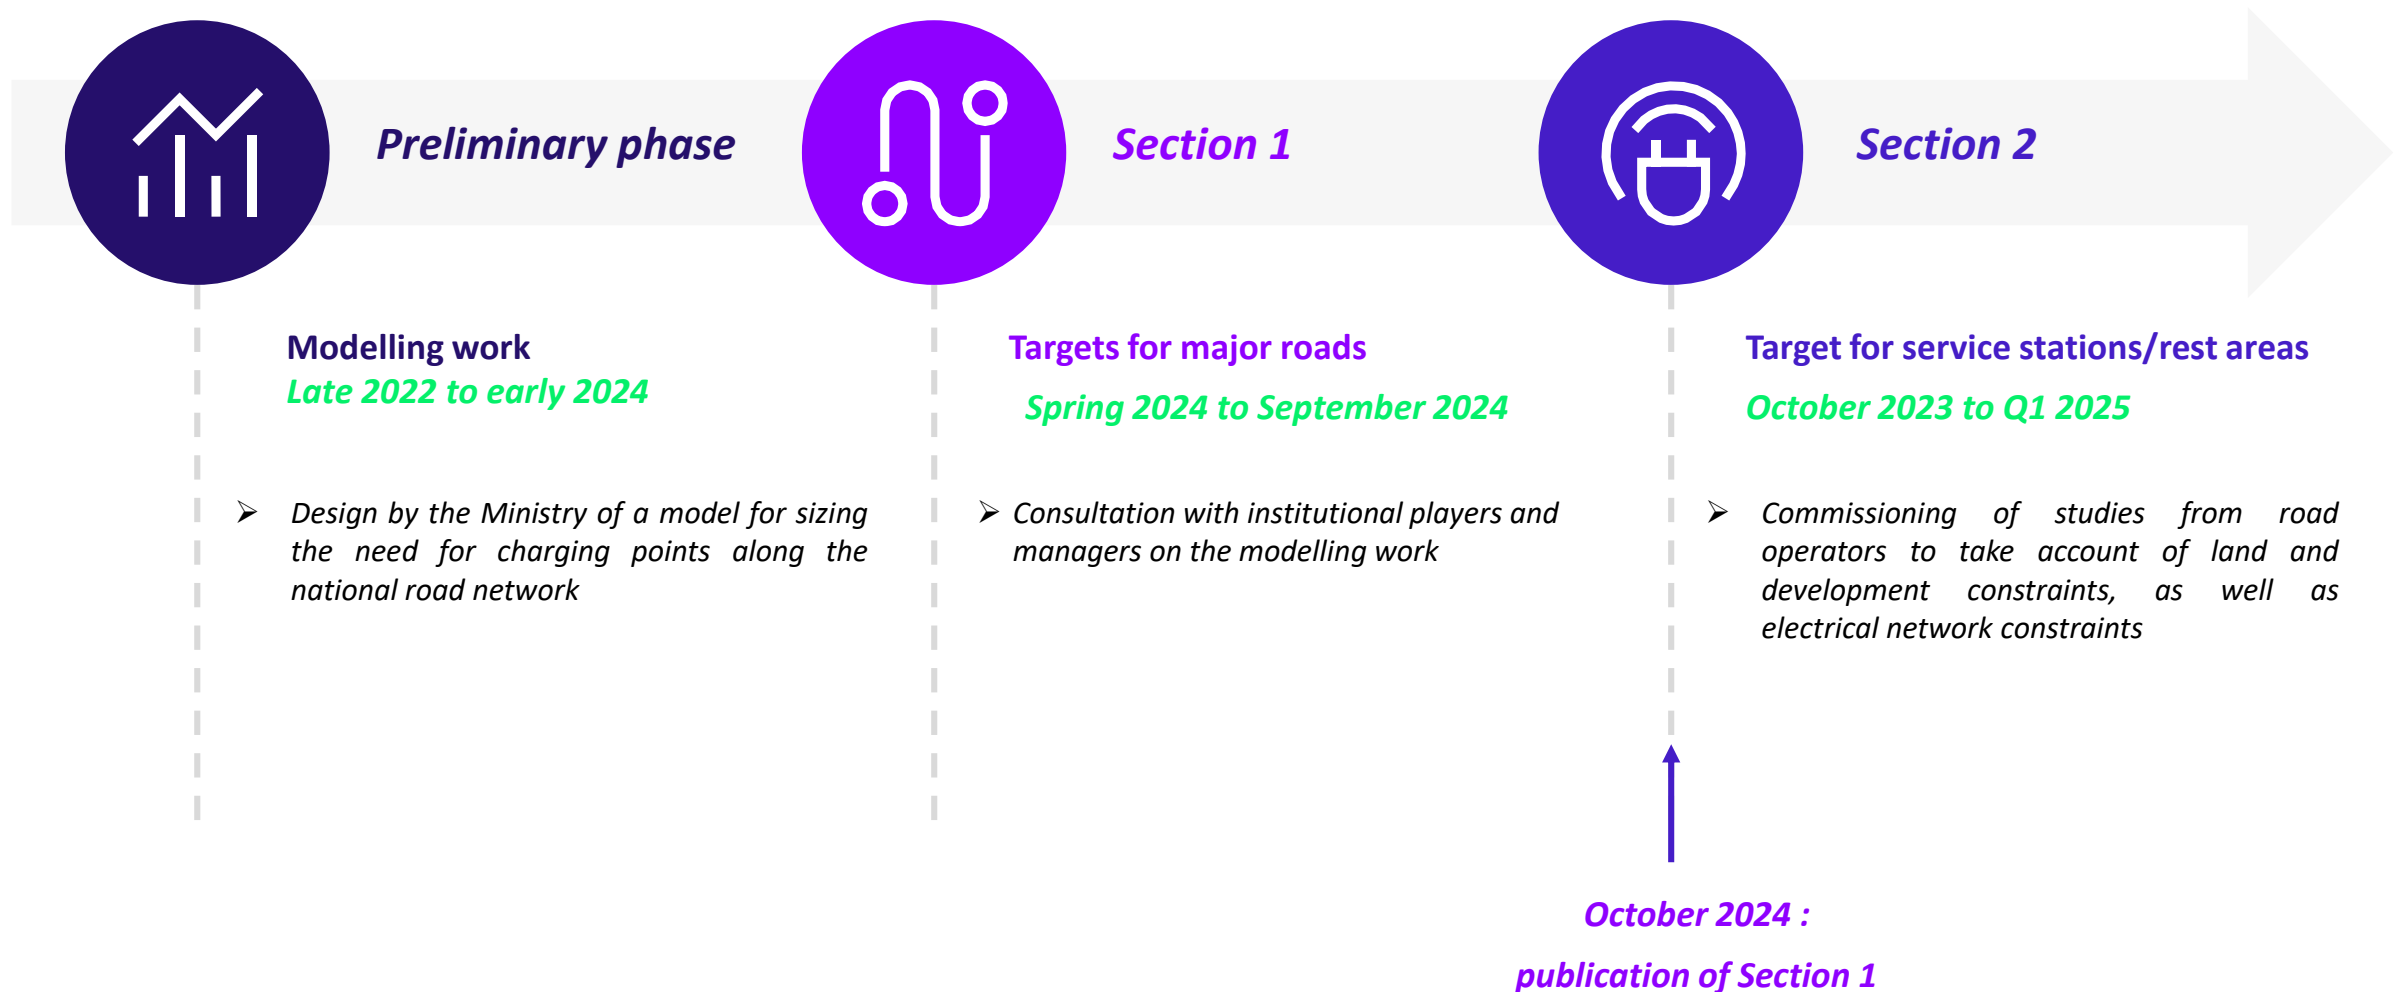 Preliminary phase
Section 1
Section 2
Modelling work
Late 2022 to early 2024
➢ Design by the Ministry of a model for sizing
the need for charging points along the
national road network
Targets for major roads
Spring 2024 to September 2024
➢ Consultation with institutional players and
managers on the modelling work
Target for service stations/rest areas
October 2023 to Q1 2025
➢ Commissioning of studies from road
operators to take account of land and
development constraints, as well as
electrical network constraints
October 2024 :
publication of Section 1